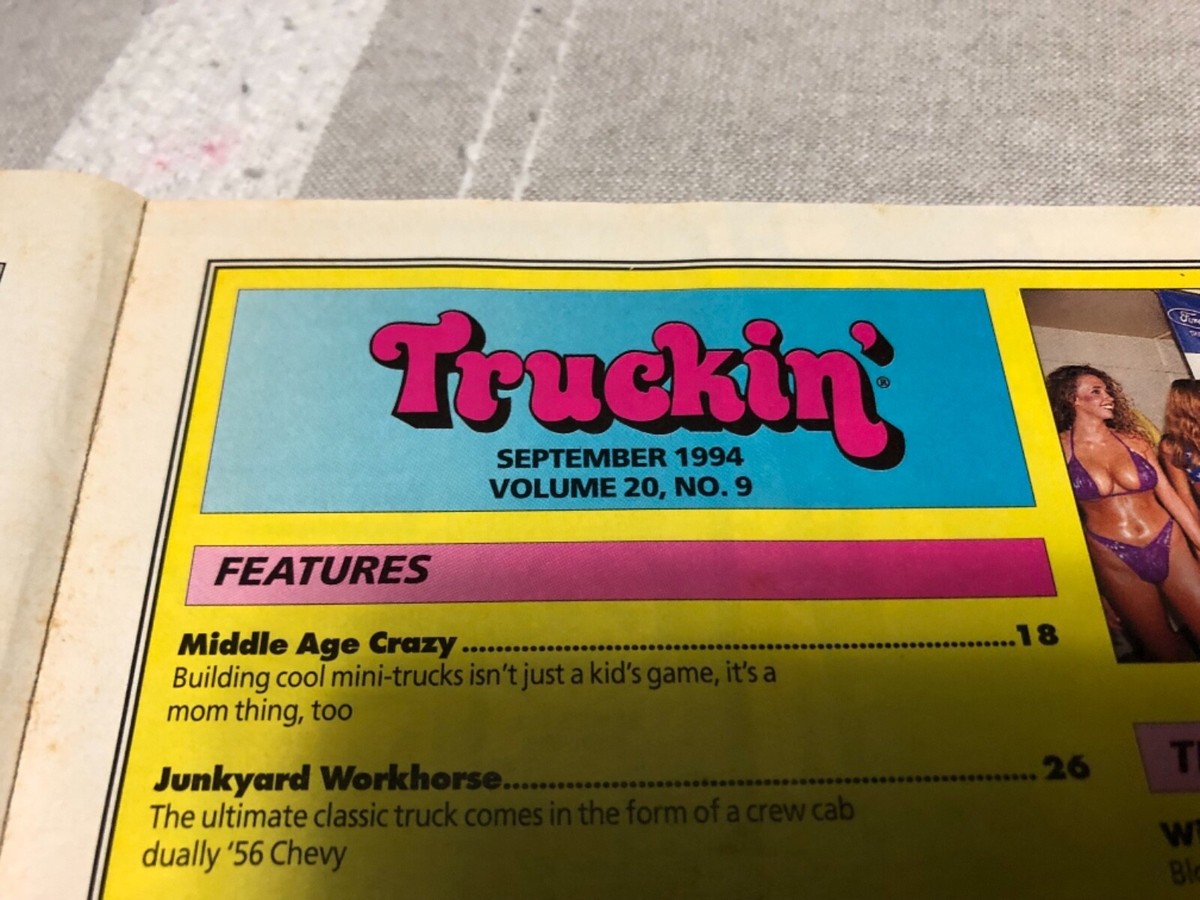 Truckin'®
SEPTEMBER 1994
VOLUME 20, NO. 9
FEATURES
Middle Age Crazy 18
Building cool mini-trucks isn't just a kid's game, it's a
mom thing, too
Junkyard Workhorse 26
The ultimate classic truck comes in the form of a crew cab
dually '56 Chevy